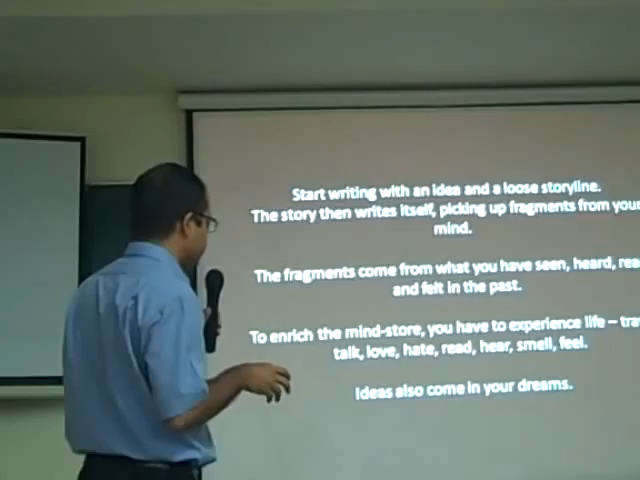 Start writing with an idea and a loose storyline.
The story then writes itself, picking up fragments from your
mind.
The fragments come from what you have seen, heard, rea
and felt in the past.
To enrich the mind-store, you have to experience life – tra
talk, love, hate, read, hear, smell, feel.
Ideas also come in your dreams.